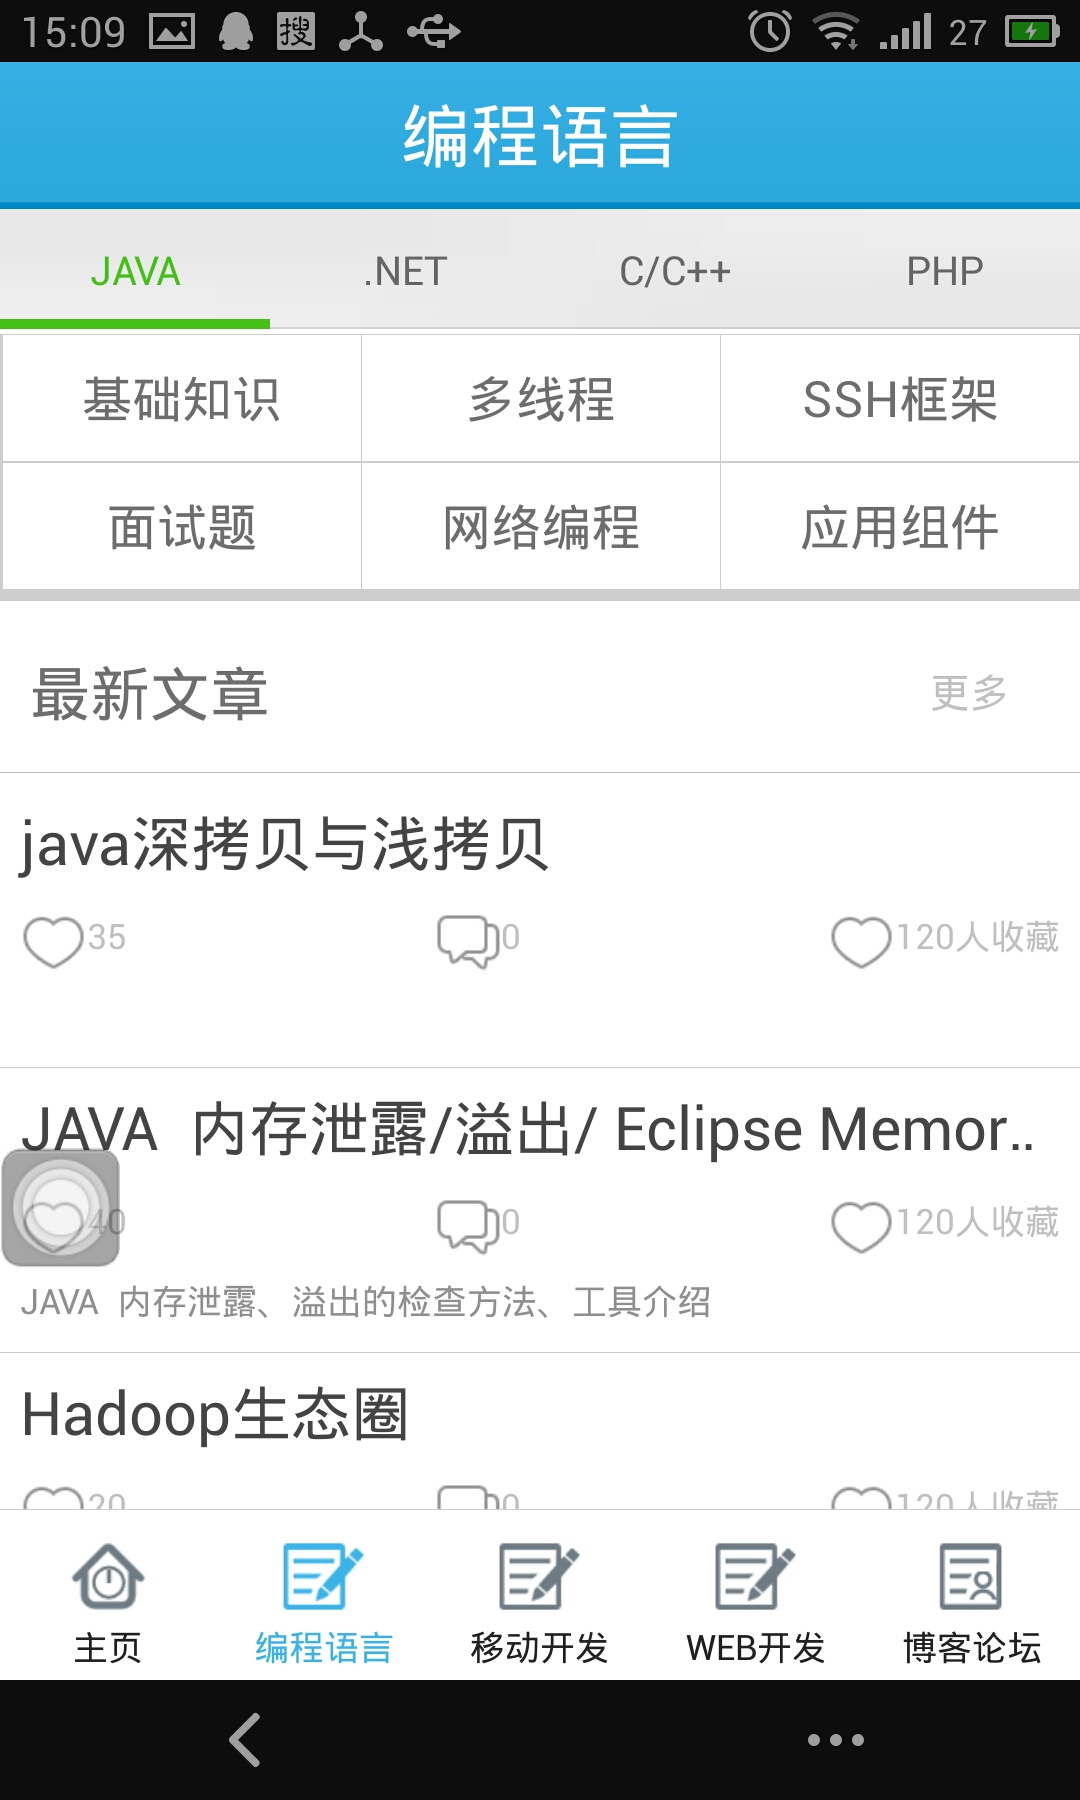 15:09 搜 27
编程语言
JAVA .NET C/C++ PHP
基础知识 多线程 SSH框架
面试题 网络编程 应用组件
最新文章 更多
java深拷贝与浅拷贝
35 0 120人收藏
JAVA 内存泄露/溢出/ Eclipse Memor..
40 0 120人收藏
JAVA 内存泄露、溢出的检查方法、工具介绍
Hadoop生态圈
20 0 120人收藏
主页 编程语言 移动开发 WEB开发 博客论坛